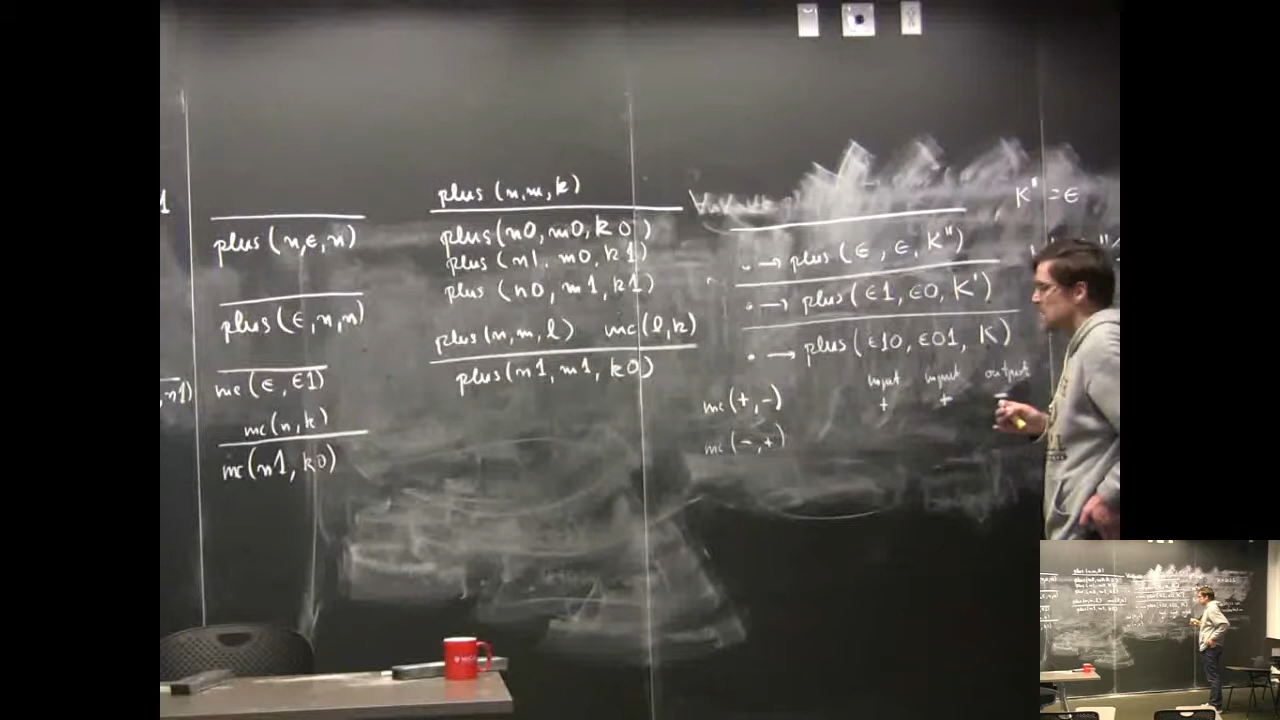 plus (n, ϵ, n)
plus (ϵ, n, n)
inc (ϵ, ϵ1)
inc (n, k)
inc (n1, k0)
n1)
plus (n, m, k)
plus (n0, m0, k0)
plus (n1, m0, k1)
plus (n0, m1, k1)
plus (n, m, l) inc (l, k)
plus (n1, m1, k0)
K'' = ϵ
· → plus (ϵ, ϵ, K'')
· → plus (ϵ1, ϵ0, K')
· → plus (ϵ10, ϵ01, K)
input input output
+ + -
inc (+, -)
inc (-, +)